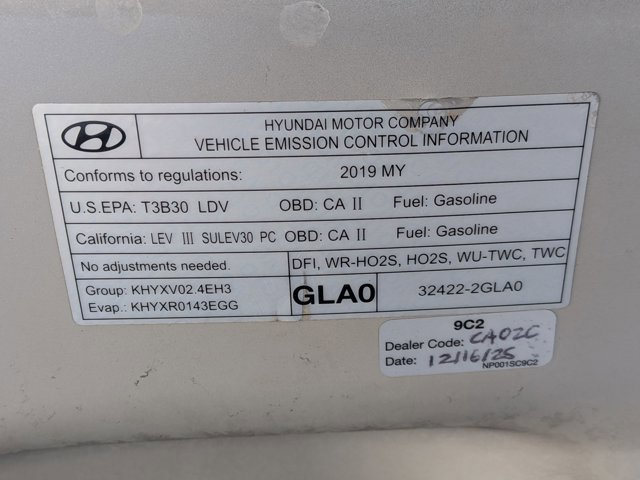 HYUNDAI MOTOR COMPANY
VEHICLE EMISSION CONTROL INFORMATION
Conforms to regulations: 2019 MY
U.S.EPA: T3B30 LDV OBD: CA II Fuel: Gasoline
California: LEV III SULEV30 PC OBD: CA II Fuel: Gasoline
No adjustments needed. DFI, WR-HO2S, HO2S, WU-TWC, TWC
Group: KHYXV02.4EH3
Evap.: KHYXR0143EGG
GLA0 32422-2GLA0
9C2
Dealer Code: CA02C
Date: 12/16/25
NP001SC9C2